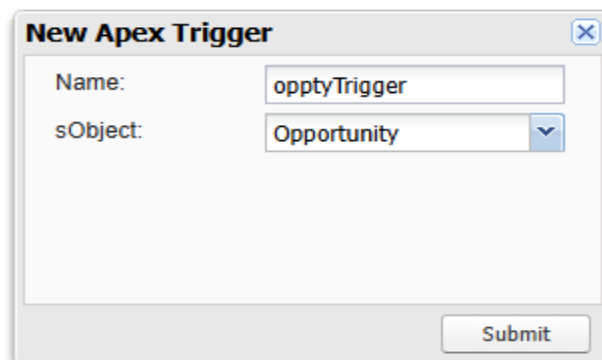 New Apex Trigger
Name: opptyTrigger
sObject: Opportunity
Submit